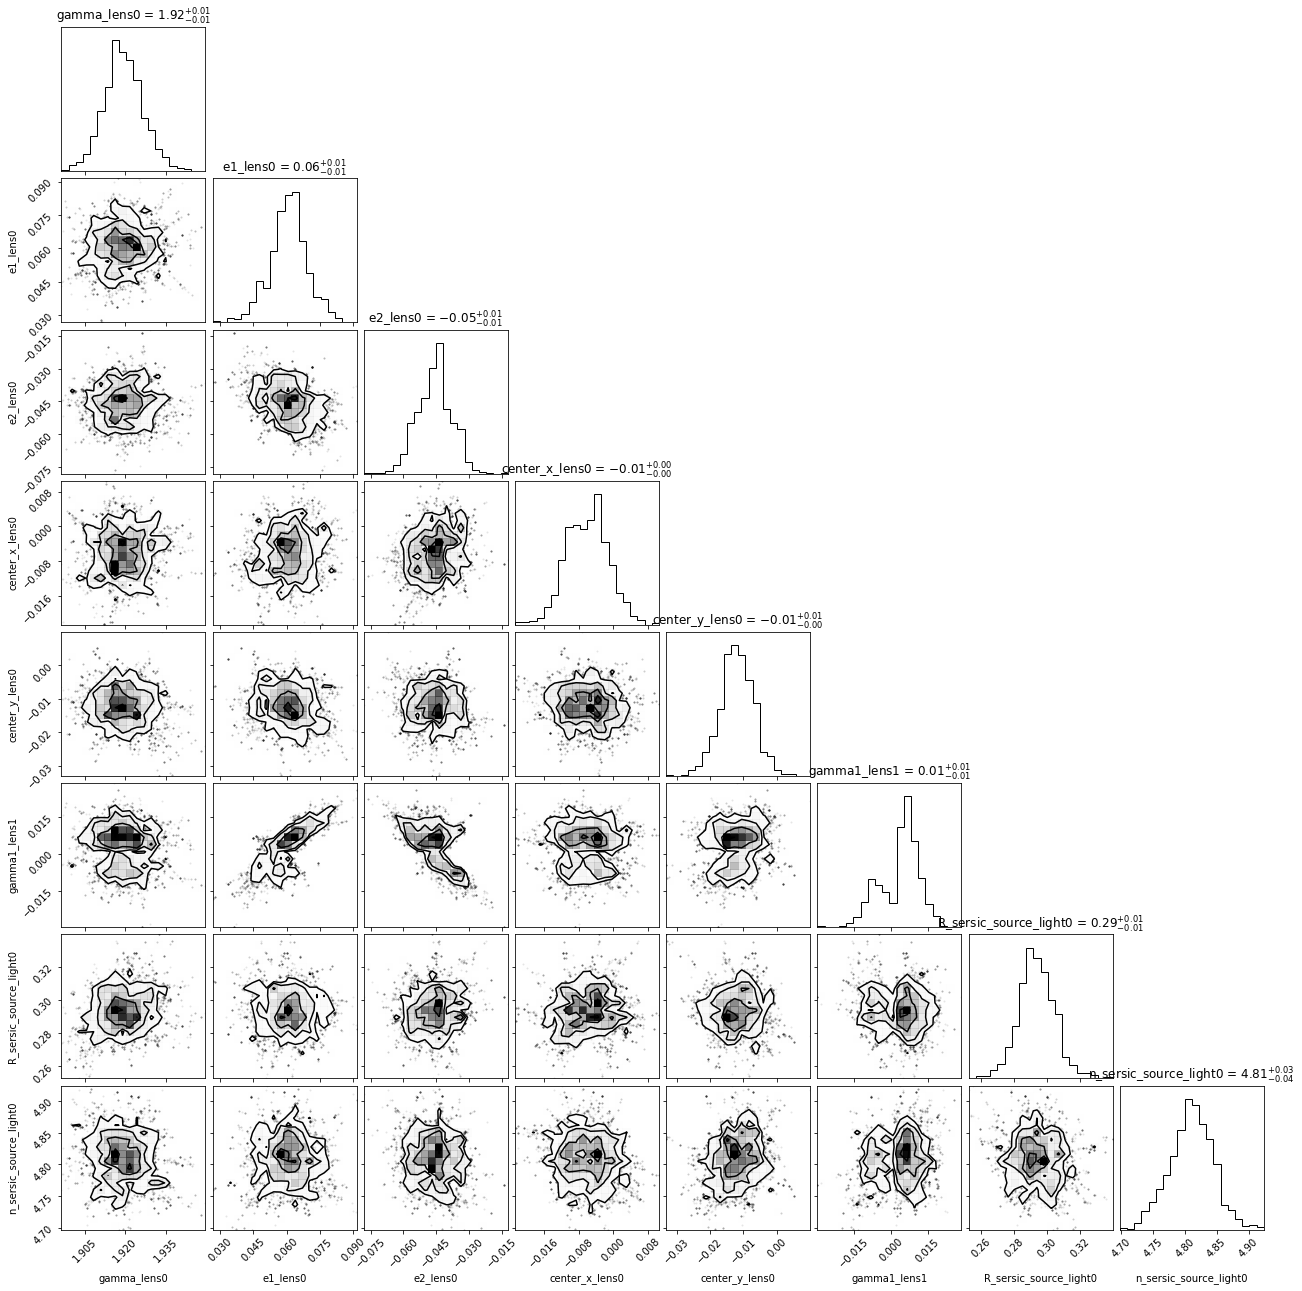 gamma_lens0 = 1.92+0.01−0.01
e1_lens0 = 0.06+0.01−0.01
0.090
0.075
0.060
0.045
0.030
e1_lens0
e2_lens0 = −0.05+0.01−0.01
−0.015
−0.030
−0.045
−0.060
−0.075
e2_lens0
center_x_lens0 = −0.01+0.00−0.00
0.008
0.000
−0.008
−0.016
center_x_lens0
center_y_lens0 = −0.01+0.01−0.00
0.00
−0.01
−0.02
−0.03
center_y_lens0
gamma1_lens1 = 0.01+0.01−0.01
0.015
0.000
−0.015
gamma1_lens1
R_sersic_source_light0 = 0.29+0.01−0.01
0.32
0.30
0.28
0.26
R_sersic_source_light0
n_sersic_source_light0 = 4.81+0.03−0.04
4.90
4.85
4.80
4.75
4.70
n_sersic_source_light0
1.905 1.920 1.935 0.030 0.045 0.060 0.075 0.090 −0.075 −0.060 −0.045 −0.030 −0.015 −0.016 −0.008 0.000 0.008 −0.03 −0.02 −0.01 0.00 −0.015 0.000 0.015 0.26 0.28 0.30 0.32 4.70 4.75 4.80 4.85 4.90
gamma_lens0 e1_lens0 e2_lens0 center_x_lens0 center_y_lens0 gamma1_lens1 R_sersic_source_light0 n_sersic_source_light0